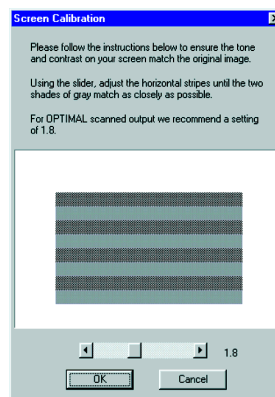 Screen Calibration
Please follow the instructions below to ensure the tone
and contrast on your screen match the original image.
Using the slider, adjust the horizontal stripes until the two
shades of gray match as closely as possible.
For OPTIMAL scanned output we recommend a setting
of 1.8.
1.8
OK
Cancel